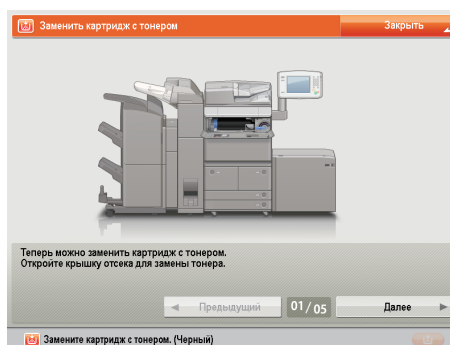 Заменить картридж с тонером
Закрыть
Теперь можно заменить картридж с тонером.
Откройте крышку отсека для замены тонера.
Предыдущий
01/05
Далее
Замените картридж с тонером. (Черный)